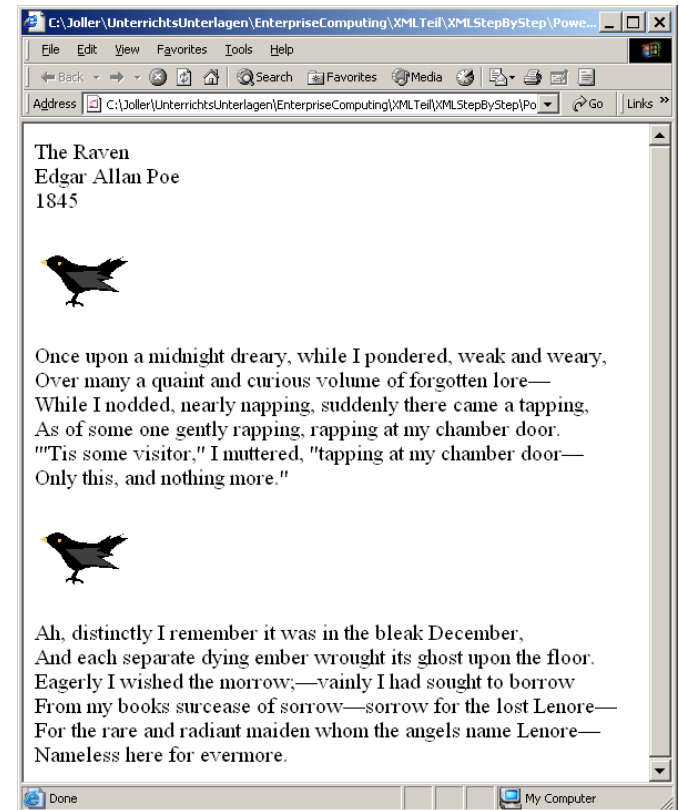 C:\Joller\UnterrichtsUnterlagen\EnterpriseComputing\XMLTeil\XMLStepByStep\Powe...
File Edit View Favorites Tools Help
Back Search Favorites Media
Address C:\Joller\UnterrichtsUnterlagen\EnterpriseComputing\XMLTeil\XMLStepByStep\Po Go Links »
The Raven
Edgar Allan Poe
1845
Once upon a midnight dreary, while I pondered, weak and weary,
Over many a quaint and curious volume of forgotten lore—
While I nodded, nearly napping, suddenly there came a tapping,
As of some one gently rapping, rapping at my chamber door.
"'Tis some visitor," I muttered, "tapping at my chamber door—
Only this, and nothing more."
Ah, distinctly I remember it was in the bleak December,
And each separate dying ember wrought its ghost upon the floor.
Eagerly I wished the morrow;—vainly I had sought to borrow
From my books surcease of sorrow—sorrow for the lost Lenore—
For the rare and radiant maiden whom the angels name Lenore—
Nameless here for evermore.
Done My Computer